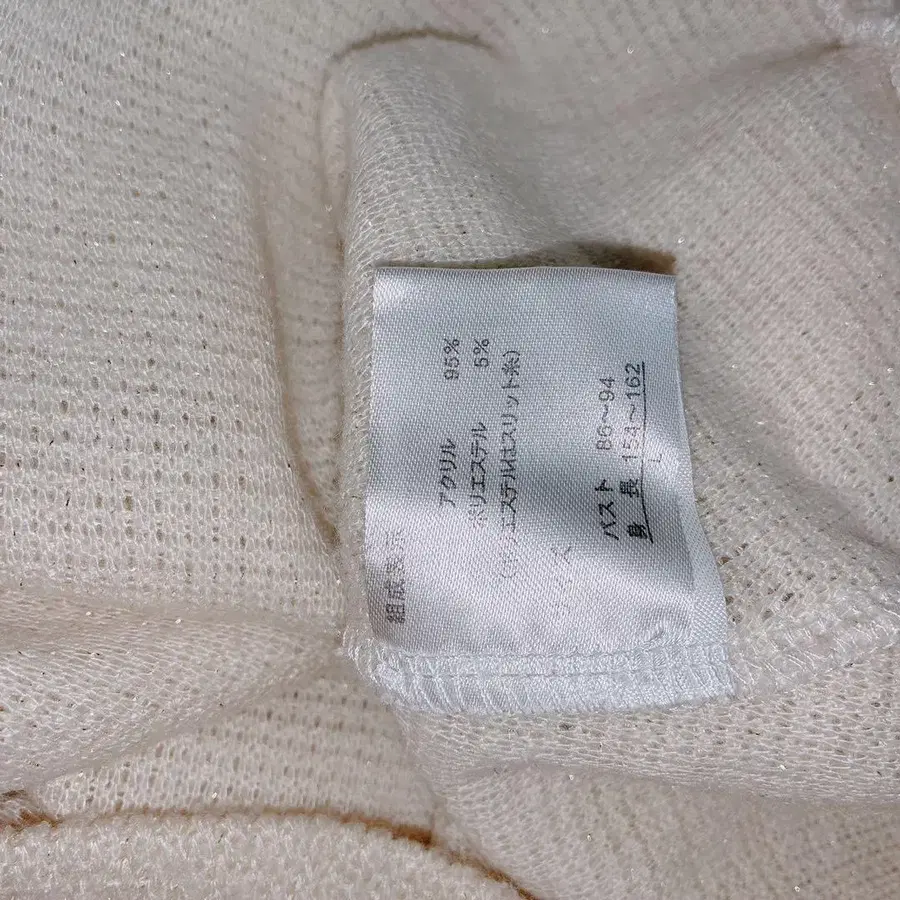 組成表示
アクリル 95%
ポリエステル 5%
(ポリエステルはスリット糸)
バスト 86〜94
身長 154〜162
L